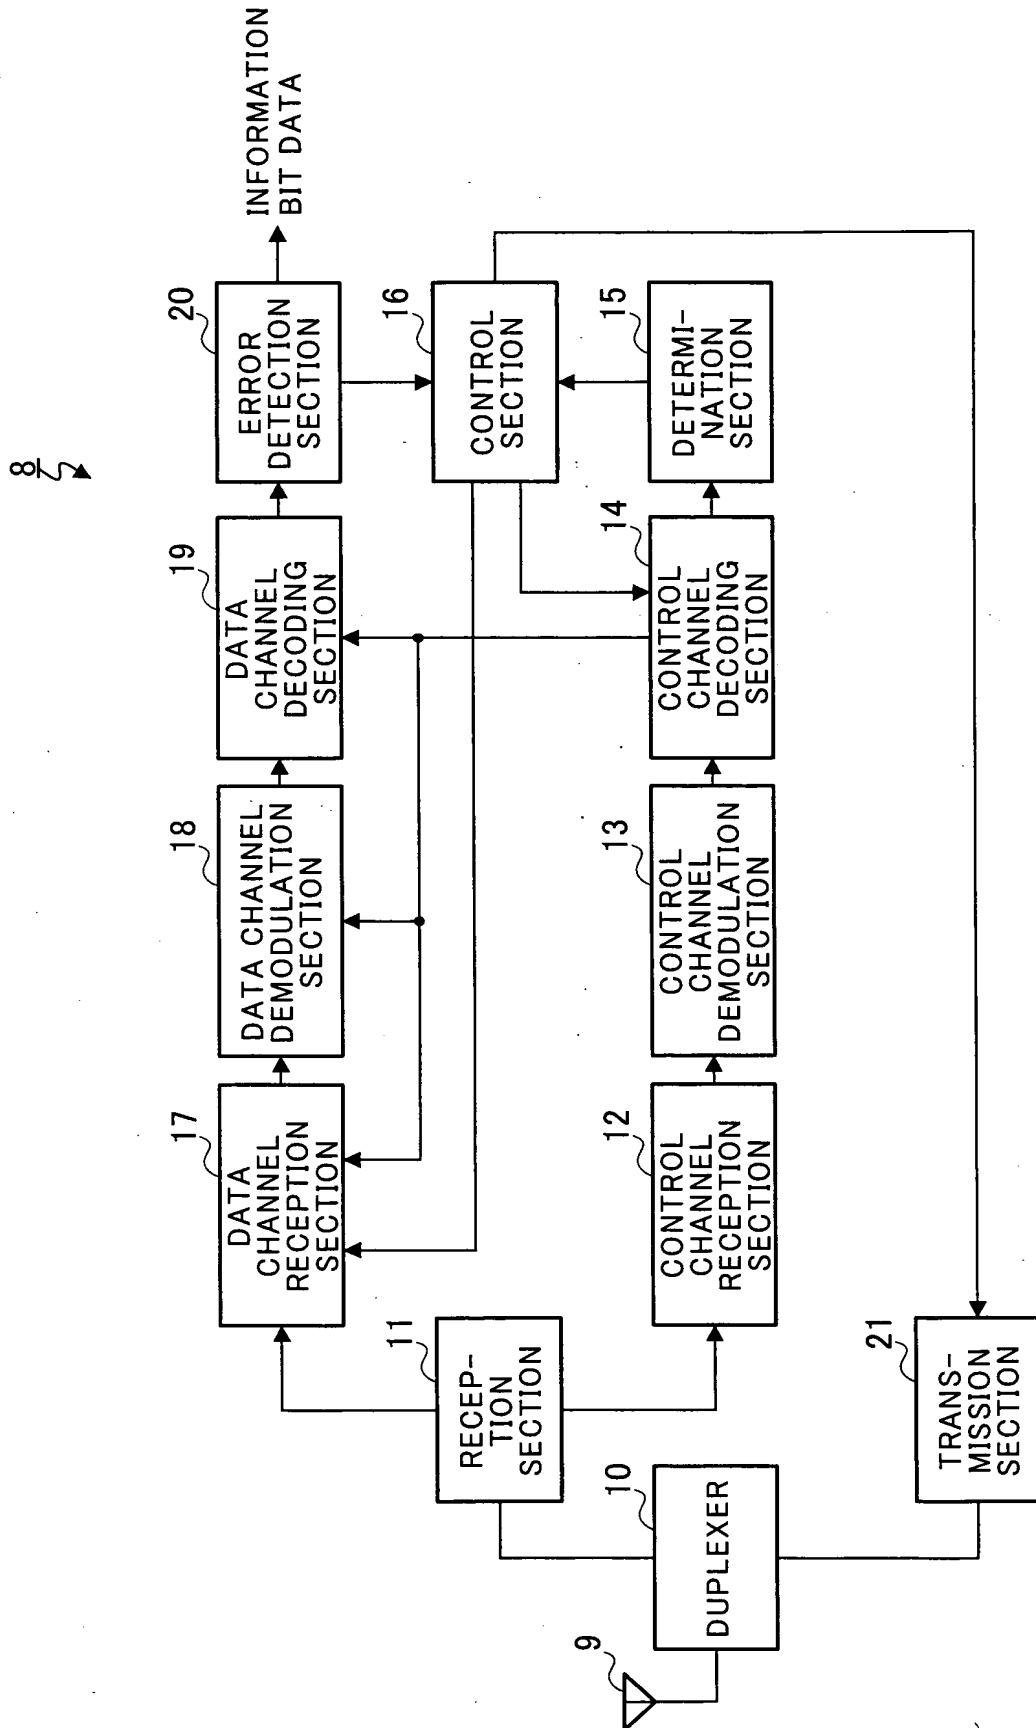 8
20
ERROR
DETECTION
SECTION
INFORMATION
BIT DATA
19
DATA
CHANNEL
DECODING
SECTION
18
DATA CHANNEL
DEMODULATION
SECTION
17
DATA
CHANNEL
RECEPTION
SECTION
16
CONTROL
SECTION
11
RECEP-
TION
SECTION
15
DETERMI-
NATION
SECTION
14
CONTROL
CHANNEL
DECODING
SECTION
13
CONTROL
CHANNEL
DEMODULATION
SECTION
12
CONTROL
CHANNEL
RECEPTION
SECTION
9
10
DUPLEXER
21
TRANS-
MISSION
SECTION